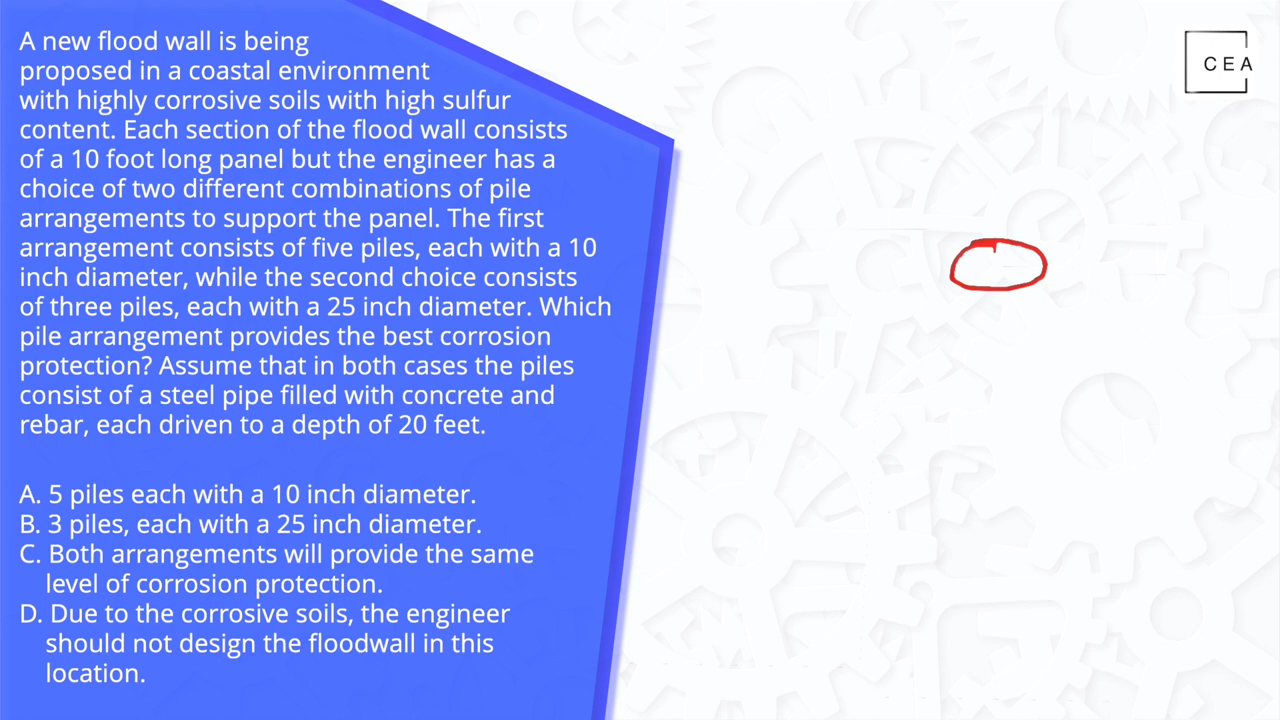 A new flood wall is being
proposed in a coastal environment
with highly corrosive soils with high sulfur
content. Each section of the flood wall consists
of a 10 foot long panel but the engineer has a
choice of two different combinations of pile
arrangements to support the panel. The first
arrangement consists of five piles, each with a 10
inch diameter, while the second choice consists
of three piles, each with a 25 inch diameter. Which
pile arrangement provides the best corrosion
protection? Assume that in both cases the piles
consist of a steel pipe filled with concrete and
rebar, each driven to a depth of 20 feet.
A. 5 piles each with a 10 inch diameter.
B. 3 piles, each with a 25 inch diameter.
C. Both arrangements will provide the same
level of corrosion protection.
D. Due to the corrosive soils, the engineer
should not design the floodwall in this
location.
CEA